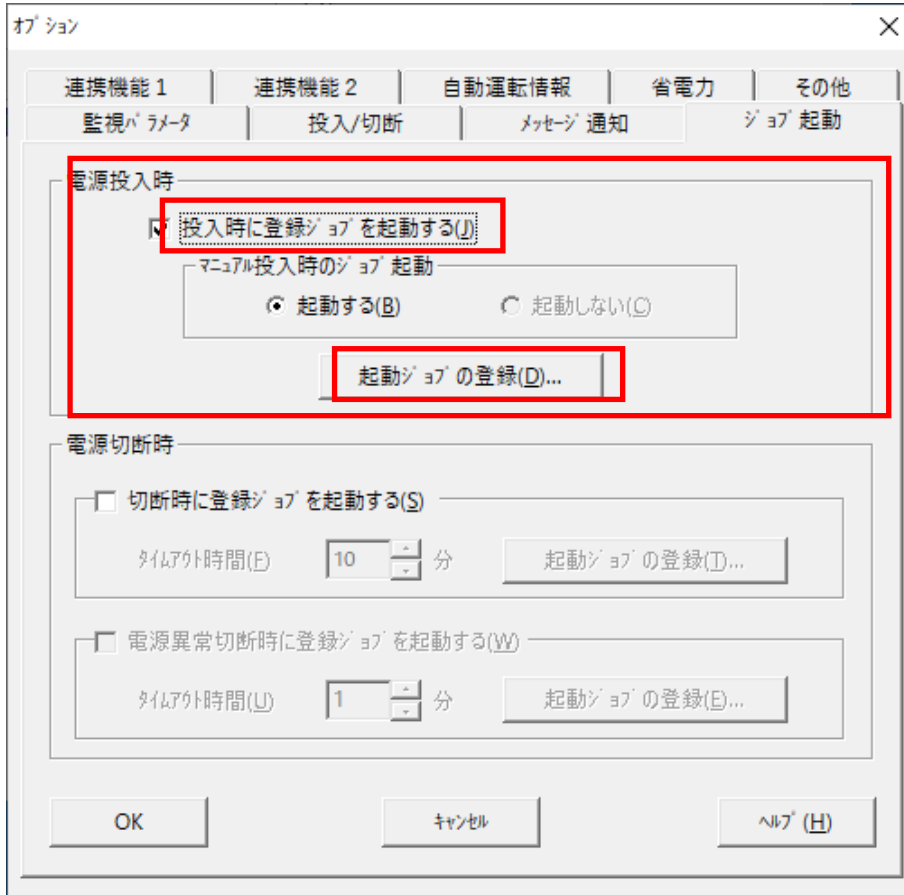 ｵﾌﾟｼｮﾝ
連携機能１ 連携機能２ 自動運転情報 省電力 その他
監視ﾊﾟﾗﾒｰﾀ 投入/切断 ﾒｯｾｰｼﾞ通知 ｼﾞｮﾌﾞ起動
電源投入時
投入時に登録ｼﾞｮﾌﾞを起動する(J)
ﾏﾆｭｱﾙ投入時のｼﾞｮﾌﾞ起動
起動する(B) 起動しない(C)
起動ｼﾞｮﾌﾞの登録(D)...
電源切断時
切断時に登録ｼﾞｮﾌﾞを起動する(S)
ﾀｲﾑｱｳﾄ時間(F) 10 分 起動ｼﾞｮﾌﾞの登録(T)...
電源異常切断時に登録ｼﾞｮﾌﾞを起動する(W)
ﾀｲﾑｱｳﾄ時間(U) 1 分 起動ｼﾞｮﾌﾞの登録(E)...
OK ｷｬﾝｾﾙ ﾍﾙﾌﾟ(H)